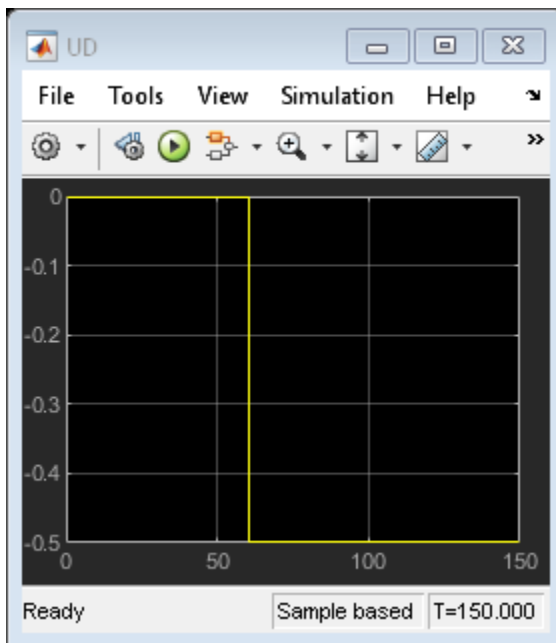 UD
File Tools View Simulation Help
0
-0.1
-0.2
-0.3
-0.4
-0.5
0 50 100 150
Ready Sample based T=150.000